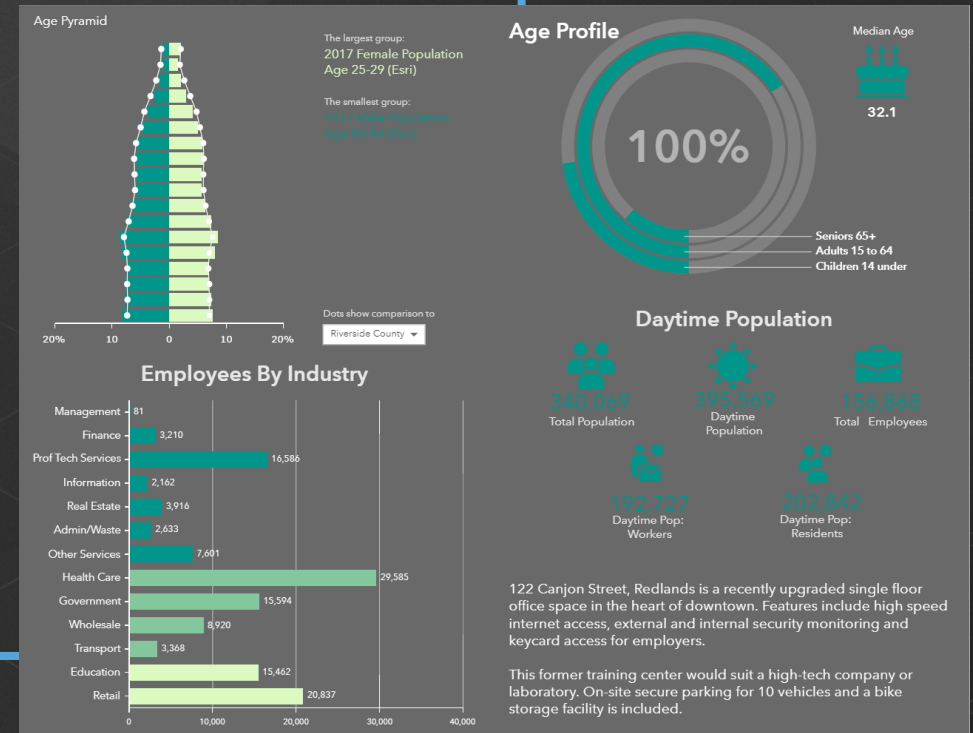 Age Pyramid
The largest group:
2017 Female Population
Age 25-29 (Esri)
The smallest group:
20% 10 0 10 20%
Dots show comparison to
Riverside County
Age Profile
100%
Seniors 65+
Adults 15 to 64
Children 14 under
Median Age
32.1
Employees By Industry
Management 81
Finance 3,210
Prof Tech Services 16,586
Information 2,162
Real Estate 3,916
Admin/Waste 2,633
Other Services 7,601
Health Care 29,585
Government 15,594
Wholesale 8,920
Transport 3,368
Education 15,462
Retail 20,837
0 10,000 20,000 30,000 40,000
Daytime Population
340,069
Total Population
395,569
Daytime
Population
156,868
Total Employees
192,727
Daytime Pop:
Workers
202,842
Daytime Pop:
Residents
122 Canjon Street, Redlands is a recently upgraded single floor
office space in the heart of downtown. Features include high speed
internet access, external and internal security monitoring and
keycard access for employers.
This former training center would suit a high-tech company or
laboratory. On-site secure parking for 10 vehicles and a bike
storage facility is included.